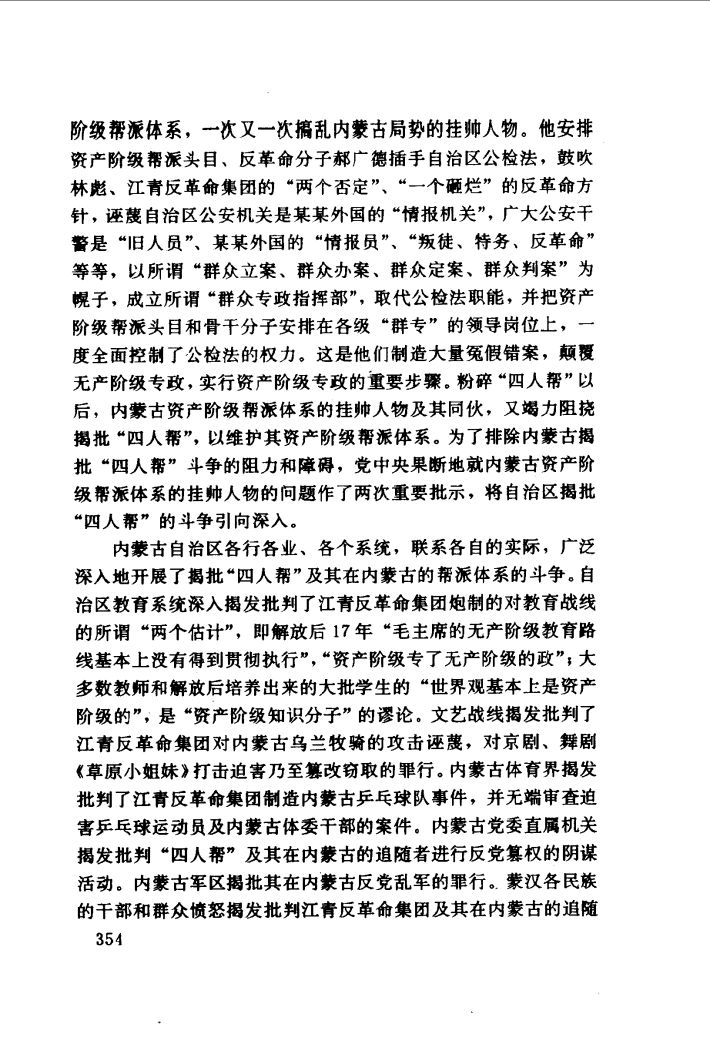 阶级帮派体系，一次又一次搞乱内蒙古局势的挂帅人物。他安排
资产阶级帮派头目、反革命分子郝广德插手自治区公检法，鼓吹
林彪、江青反革命集团的“两个否定”、“一个砸烂”的反革命方
针，诬蔑自治区公安机关是某某外国的“情报机关”，广大公安干
警是“旧人员”、某某外国的“情报员”、“叛徒、特务、反革命”
等等，以所谓“群众立案、群众办案、群众定案、群众判案”为
幌子，成立所谓“群众专政指挥部”，取代公检法职能，并把资产
阶级帮派头目和骨干分子安排在各级“群专”的领导岗位上，一
度全面控制了公检法的权力。这是他们制造大量冤假错案，颠覆
无产阶级专政，实行资产阶级专政的重要步骤。粉碎“四人帮”以
后，内蒙古资产阶级帮派体系的挂帅人物及其同伙，又竭力阻挠
揭批“四人帮”，以维护其资产阶级帮派体系。为了排除内蒙古揭
批“四人帮”斗争的阻力和障碍，党中央果断地就内蒙古资产阶
级帮派体系的挂帅人物的问题作了两次重要批示，将自治区揭批
“四人帮”的斗争引向深入。
内蒙古自治区各行各业、各个系统，联系各自的实际，广泛
深入地开展了揭批“四人帮”及其在内蒙古的帮派体系的斗争。自
治区教育系统深入揭发批判了江青反革命集团炮制的对教育战线
的所谓“两个估计”，即解放后17年“毛主席的无产阶级教育路
线基本上没有得到贯彻执行”，“资产阶级专了无产阶级的政”；大
多数教师和解放后培养出来的大批学生的“世界观基本上是资产
阶级的”，是“资产阶级知识分子”的谬论。文艺战线揭发批判了
江青反革命集团对内蒙古乌兰牧骑的攻击诬蔑，对京剧、舞剧
《草原小姐妹》打击迫害乃至篡改窃取的罪行。内蒙古体育界揭发
批判了江青反革命集团制造内蒙古乒乓球队事件，并无端审查迫
害乒乓球运动员及内蒙古体委干部的案件。内蒙古党委直属机关
揭发批判“四人帮”及其在内蒙古的追随者进行反党篡权的阴谋
活动。内蒙古军区揭批其在内蒙古反党乱军的罪行。蒙汉各民族
的干部和群众愤怒揭发批判江青反革命集团及其在内蒙古的追随
354